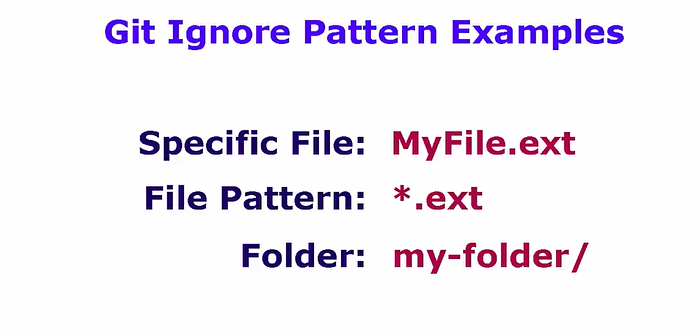 Git Ignore Pattern Examples
Specific File: MyFile.ext
File Pattern: *.ext
Folder: my-folder/